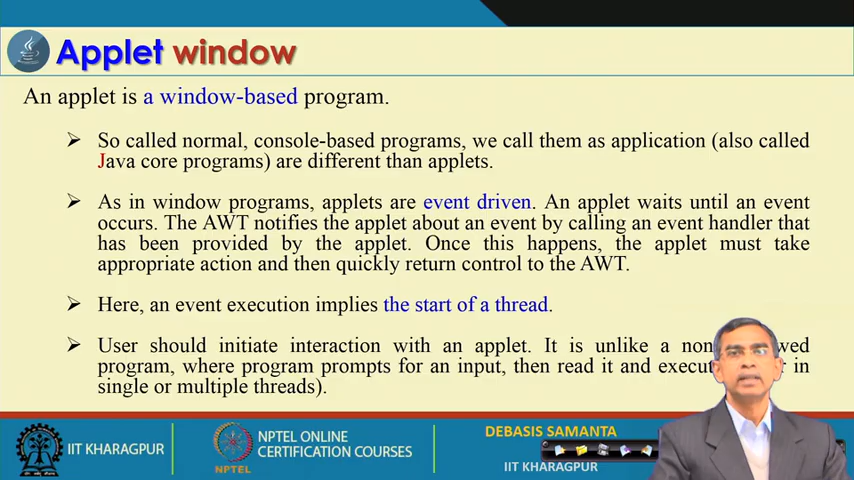 Applet window
An applet is a window-based program.
So called normal, console-based programs, we call them as application (also called
Java core programs) are different than applets.
As in window programs, applets are event driven. An applet waits until an event
occurs. The AWT notifies the applet about an event by calling an event handler that
has been provided by the applet. Once this happens, the applet must take
appropriate action and then quickly return control to the AWT.
Here, an event execution implies the start of a thread.
User should initiate interaction with an applet. It is unlike a
program, where program prompts for an input, then read it and in
single or multiple threads).
IIT KHARAGPUR
NPTEL
NPTEL ONLINE
CERTIFICATION COURSES
DEBASIS SAMANTA
IIT KHARAGPUR